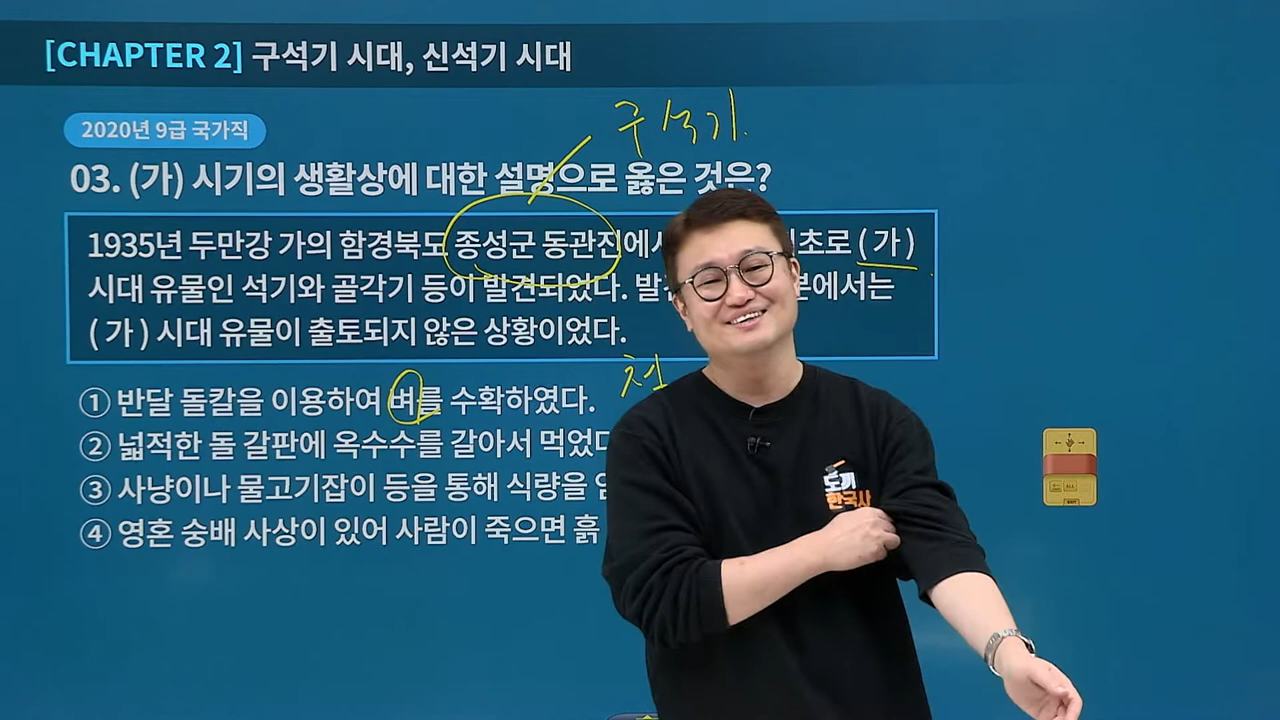 [CHAPTER 2] 구석기 시대, 신석기 시대
구석기.
2020년 9급 국가직
03. (가) 시기의 생활상에 대한 설명으로 옳은 것은?
1935년 두만강 가의 함경북도 종성군 동관진에서 초로 ( 가 )
시대 유물인 석기와 골각기 등이 발견되었다. 에서는
( 가 ) 시대 유물이 출토되지 않은 상황이었다.
① 반달 돌칼을 이용하여 벼를 수확하였다.
② 넓적한 돌 갈판에 옥수수를 갈아서 먹었
③ 사냥이나 물고기잡이 등을 통해 식량을
④ 영혼 숭배 사상이 있어 사람이 죽으면 흙
도끼
한국사
ALL
EXIT